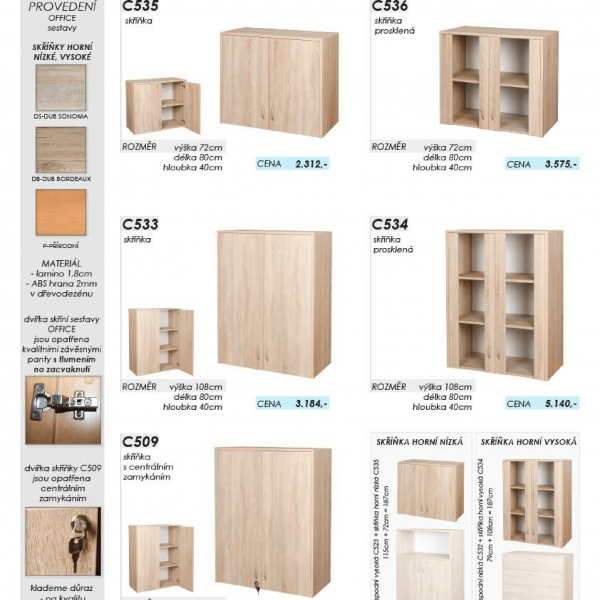 PROVEDENÍ
OFFICE
sestavy
SKŘÍŇKY HORNÍ
NÍZKÉ, VYSOKÉ
DS-DUB SONOMA
DB-DUB BORDEAUX
P-PŘÍRODNÍ
MATERIÁL
- lamino 1,8cm
- ABS hrana 2mm
v dřevodezénu
dvířka skříní sestavy
OFFICE
jsou opatřena
kvalitními závěsnými
panty s tlumením
na zacvaknutí
dvířka skříňky C509
jsou opatřena
centrálním
zamykáním
klademe důraz
- na kvalitu
C535
skříňka
ROZMĚR výška 72cm
délka 80cm
hloubka 40cm
CENA 2.312,-
C536
skříňka
prosklená
ROZMĚR výška 72cm
délka 80cm
hloubka 40cm
CENA 3.575,-
C533
skříňka
ROZMĚR výška 108cm
délka 80cm
hloubka 40cm
CENA 3.184,-
C534
skříňka
prosklená
ROZMĚR výška 108cm
délka 80cm
hloubka 40cm
CENA 5.140,-
C509
skříňka
s centrálním
zamykáním
SKŘÍŇKA HORNÍ NÍZKÁ
spodní vysoká C523 + skříňka horní nízká C535
115cm + 72cm = 187cm
SKŘÍŇKA HORNÍ VYSOKÁ
spodní nízká C532 + skříňka horní vysoká C534
79cm + 108cm = 187cm